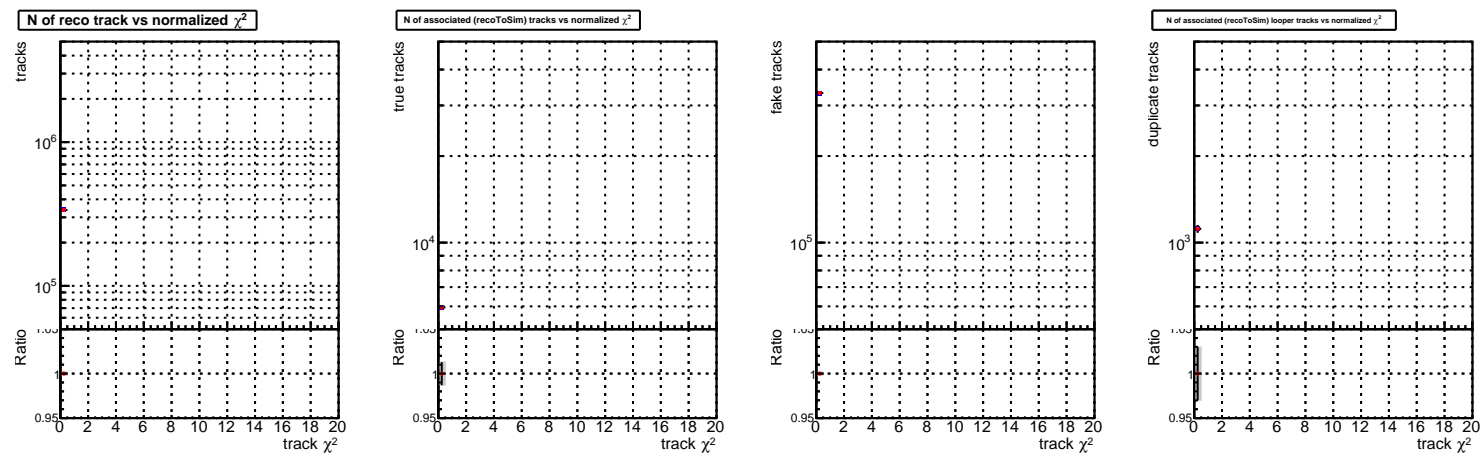 N of reco track vs normalized χ²
tracks
10⁶
10⁵
Ratio
1
0.95
0 2 4 6 8 10 12 14 16 18 20
track χ²
N of associated (recoToSim) tracks vs normalized χ²
true tracks
10⁴
Ratio
1
0.95
0 2 4 6 8 10 12 14 16 18 20
track χ²
fake tracks
10⁵
Ratio
1
0.95
0 2 4 6 8 10 12 14 16 18 20
track χ²
N of associated (recoToSim) looper tracks vs normalized χ²
duplicate tracks
10³
Ratio
1
0.95
0 2 4 6 8 10 12 14 16 18 20
track χ²